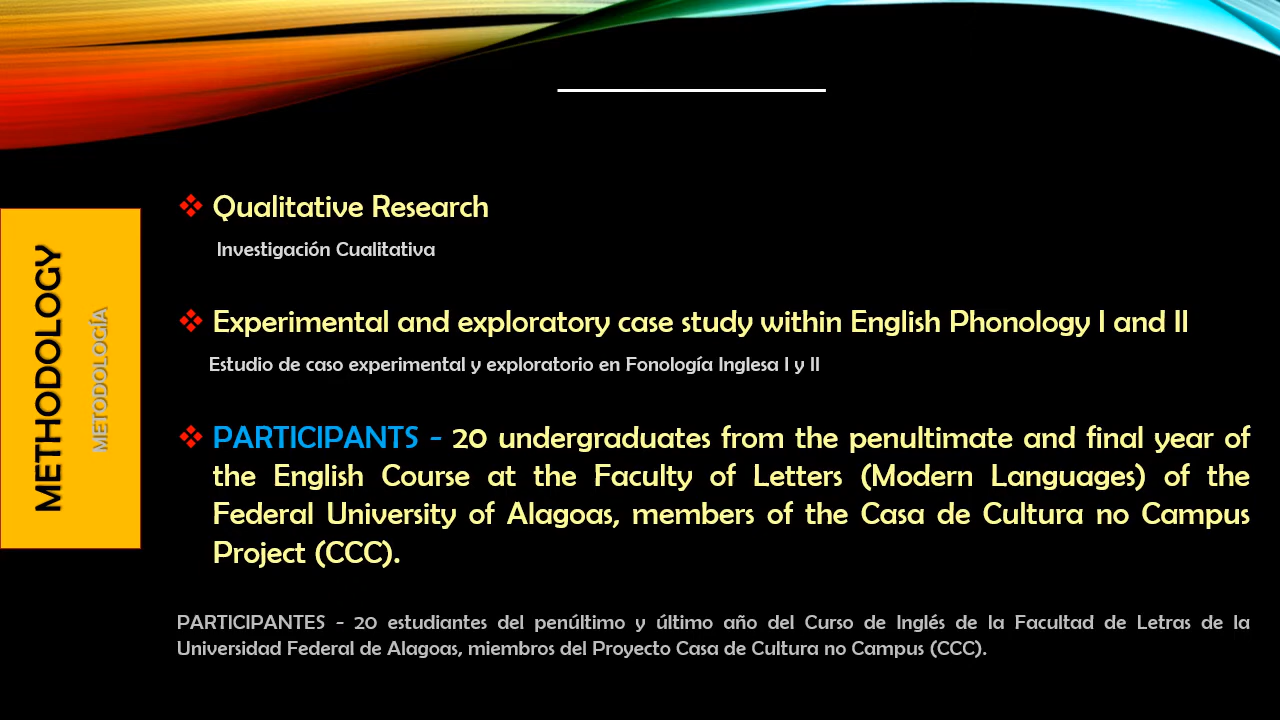 METHODOLOGY
METODOLOGÍA
Qualitative Research
Investigación Cualitativa
Experimental and exploratory case study within English Phonology I and II
Estudio de caso experimental y exploratorio en Fonología Inglesa I y II
PARTICIPANTS - 20 undergraduates from the penultimate and final year of
the English Course at the Faculty of Letters (Modern Languages) of the
Federal University of Alagoas, members of the Casa de Cultura no Campus
Project (CCC).
PARTICIPANTES - 20 estudiantes del penúltimo y último año del Curso de Inglés de la Facultad de Letras de la
Universidad Federal de Alagoas, miembros del Proyecto Casa de Cultura no Campus (CCC).